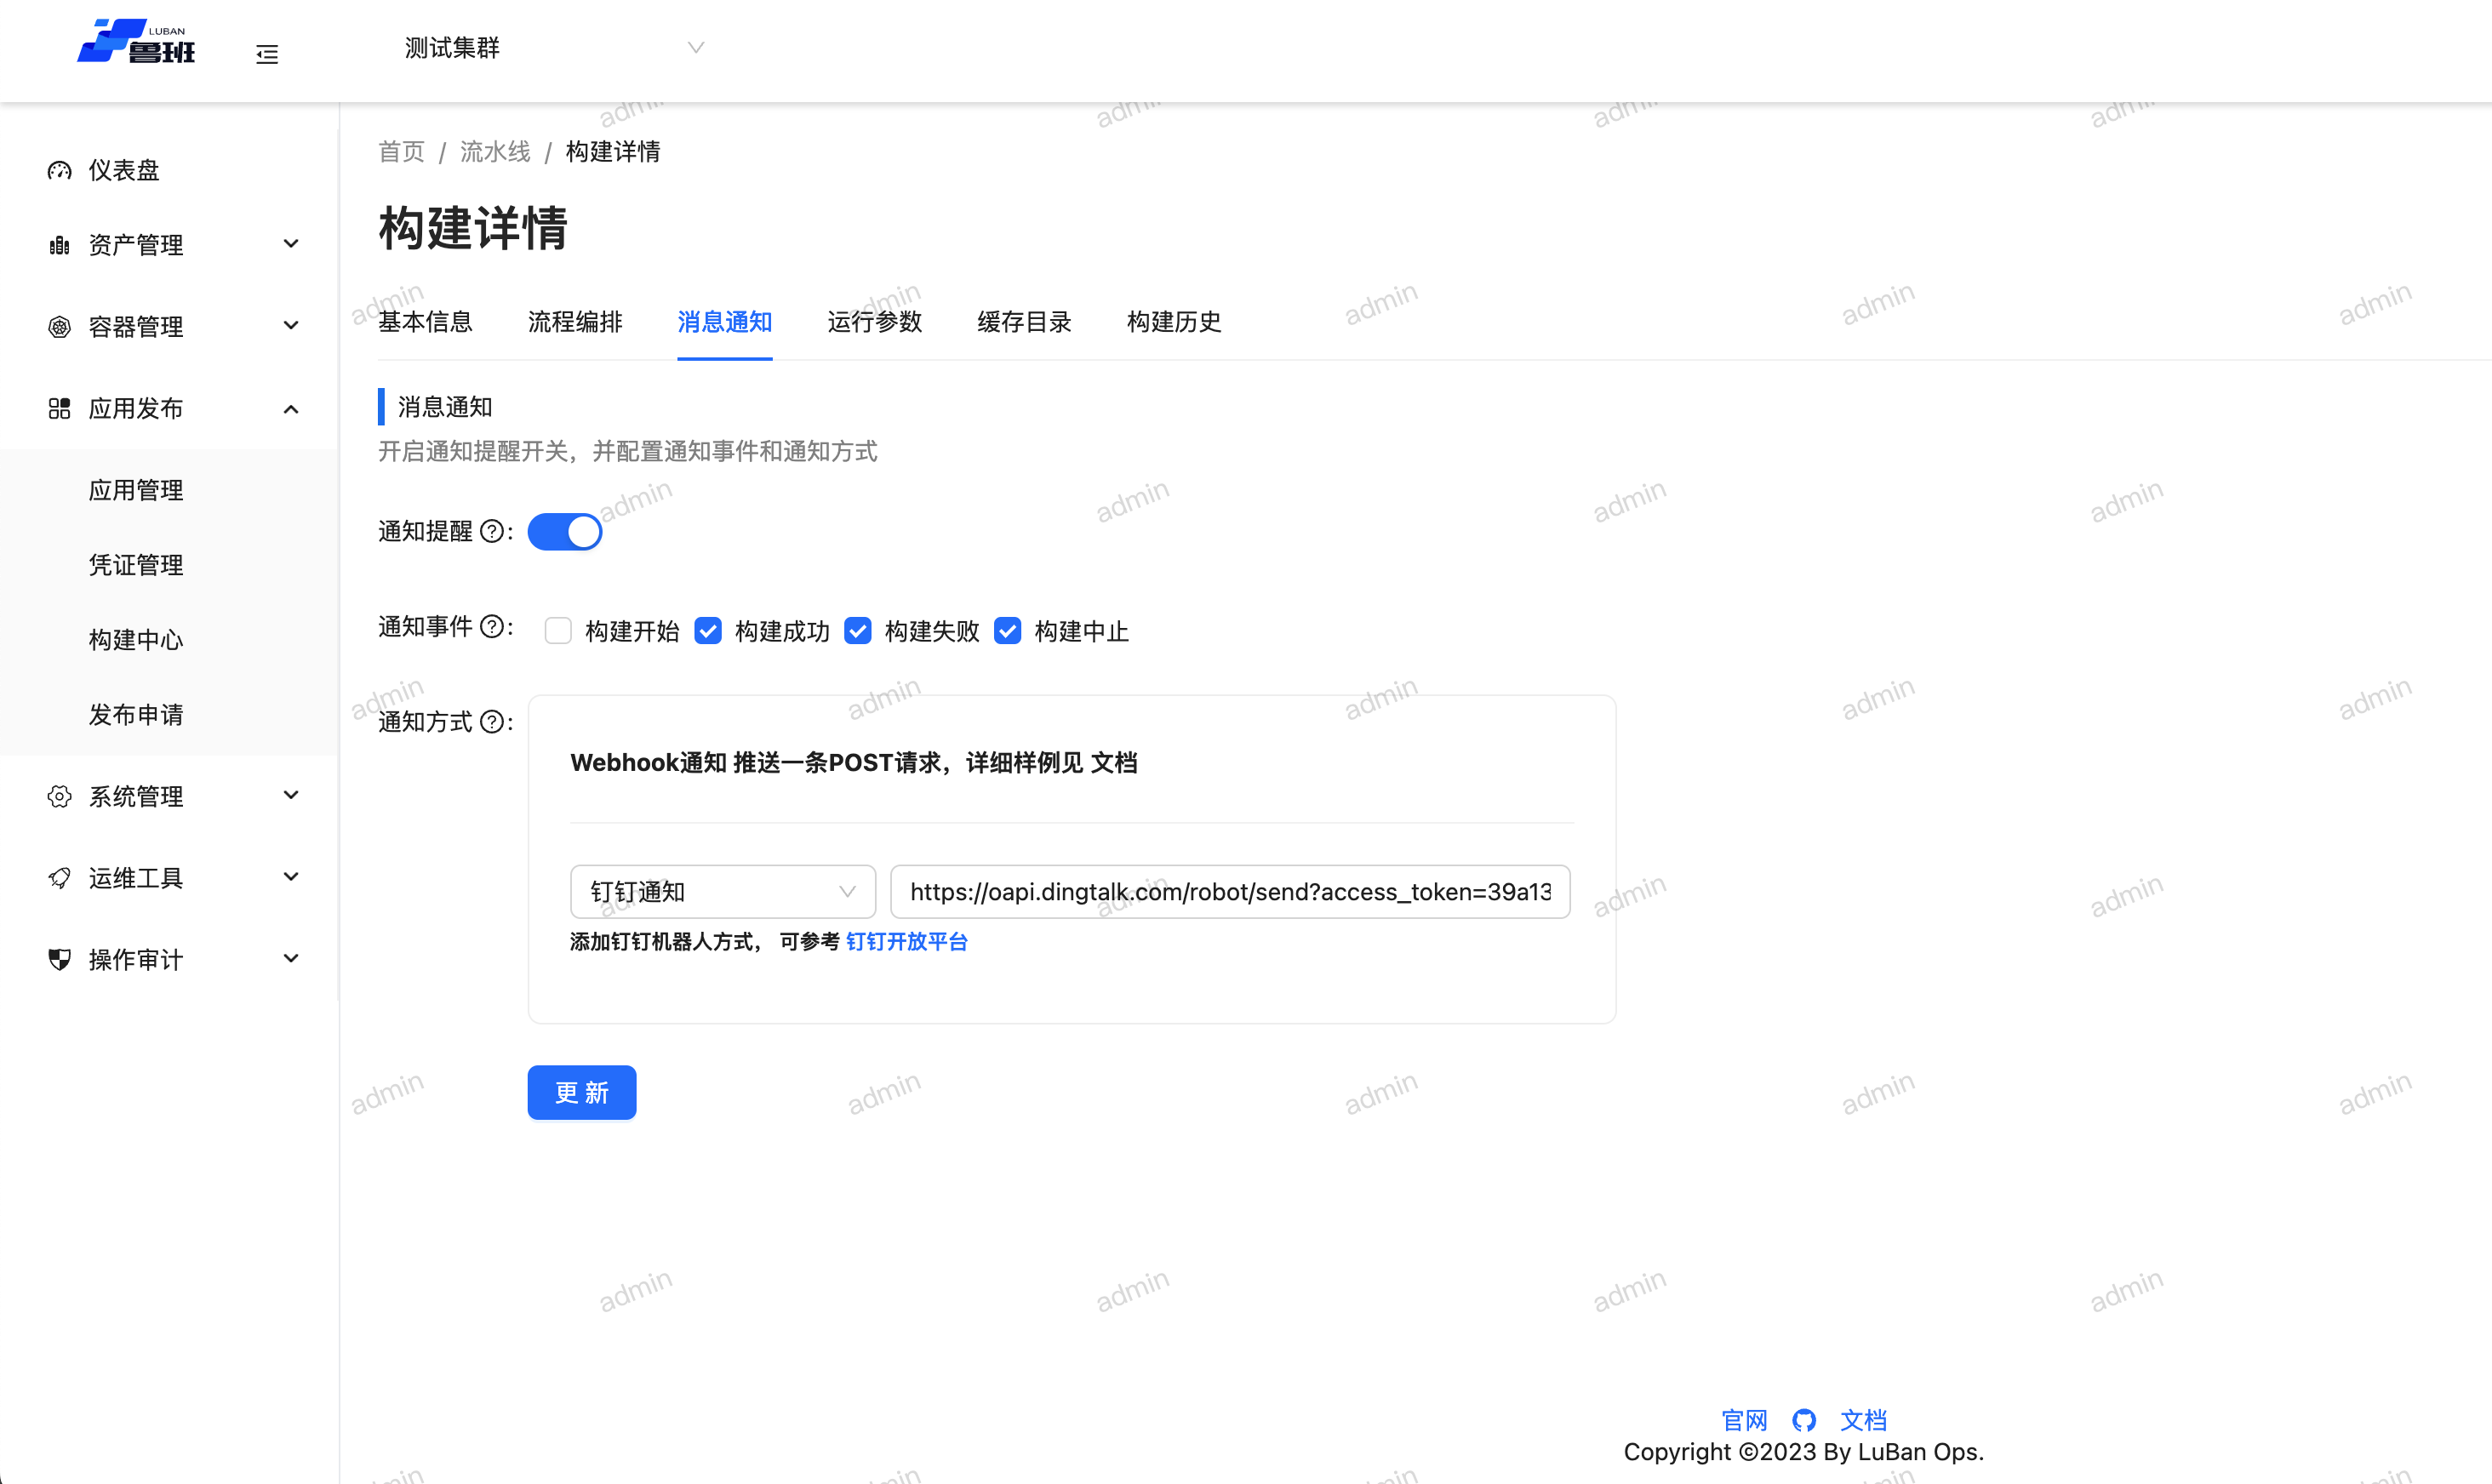 LUBAN
鲁班
测试集群
仪表盘
资产管理
容器管理
应用发布
应用管理
凭证管理
构建中心
发布申请
系统管理
运维工具
操作审计
首页 / 流水线 / 构建详情
构建详情
基本信息 流程编排 消息通知 运行参数 缓存目录 构建历史
消息通知
开启通知提醒开关，并配置通知事件和通知方式
通知提醒 ? :
通知事件 ? : 构建开始 构建成功 构建失败 构建中止
通知方式 ? :
Webhook通知 推送一条POST请求，详细样例见 文档
钉钉通知 https://oapi.dingtalk.com/robot/send?access_token=39a13
添加钉钉机器人方式， 可参考 钉钉开放平台
更 新
官网 文档
Copyright ©2023 By LuBan Ops.
admin